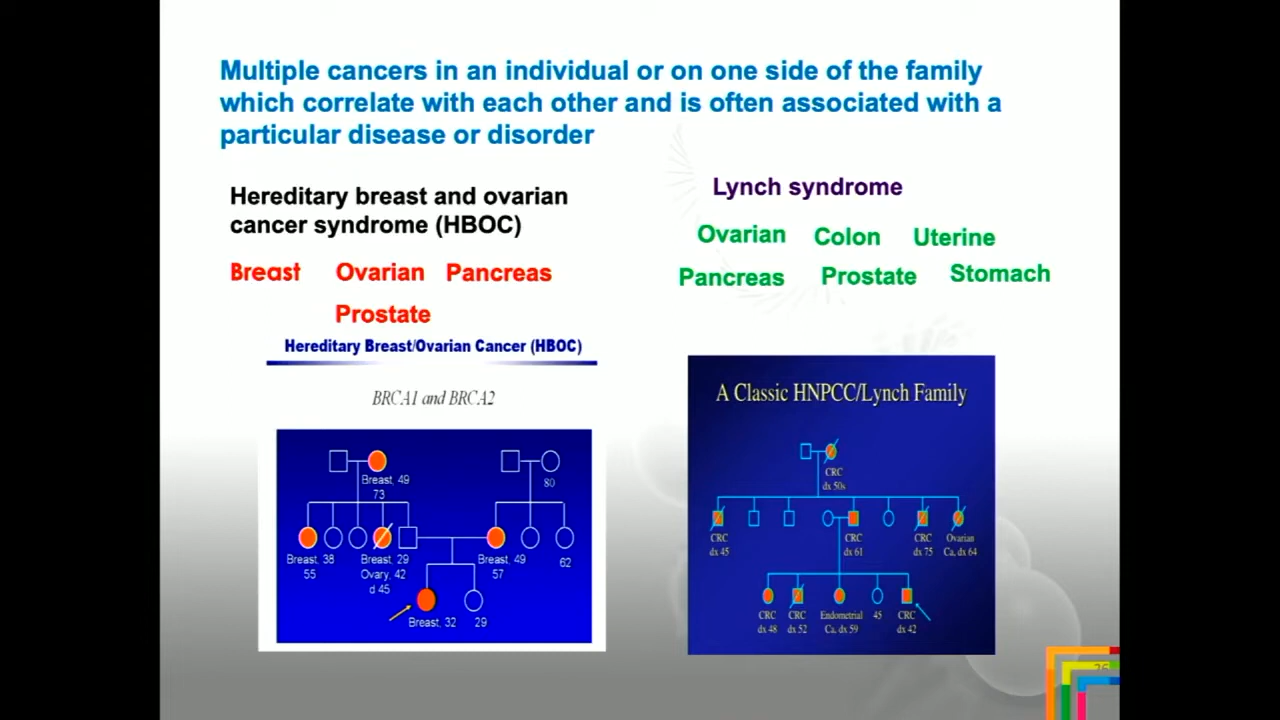 Multiple cancers in an individual or on one side of the family
which correlate with each other and is often associated with a
particular disease or disorder
Hereditary breast and ovarian
cancer syndrome (HBOC)
Breast Ovarian Pancreas
Prostate
Hereditary Breast/Ovarian Cancer (HBOC)
BRCA1 and BRCA2
Breast, 49
73
80
Breast, 38
55
Breast, 29
Ovary, 42
d 45
Breast, 49
57
62
Breast, 32
29
Lynch syndrome
Ovarian Colon Uterine
Pancreas Prostate Stomach
A Classic HNPCC/Lynch Family
CRC
dx 50s
CRC
dx 45
CRC
dx 61
CRC
dx 75
Ovarian
Ca, dx 64
CRC
dx 48
CRC
dx 52
Endometrial
Ca, dx 59
45
CRC
dx 42
26